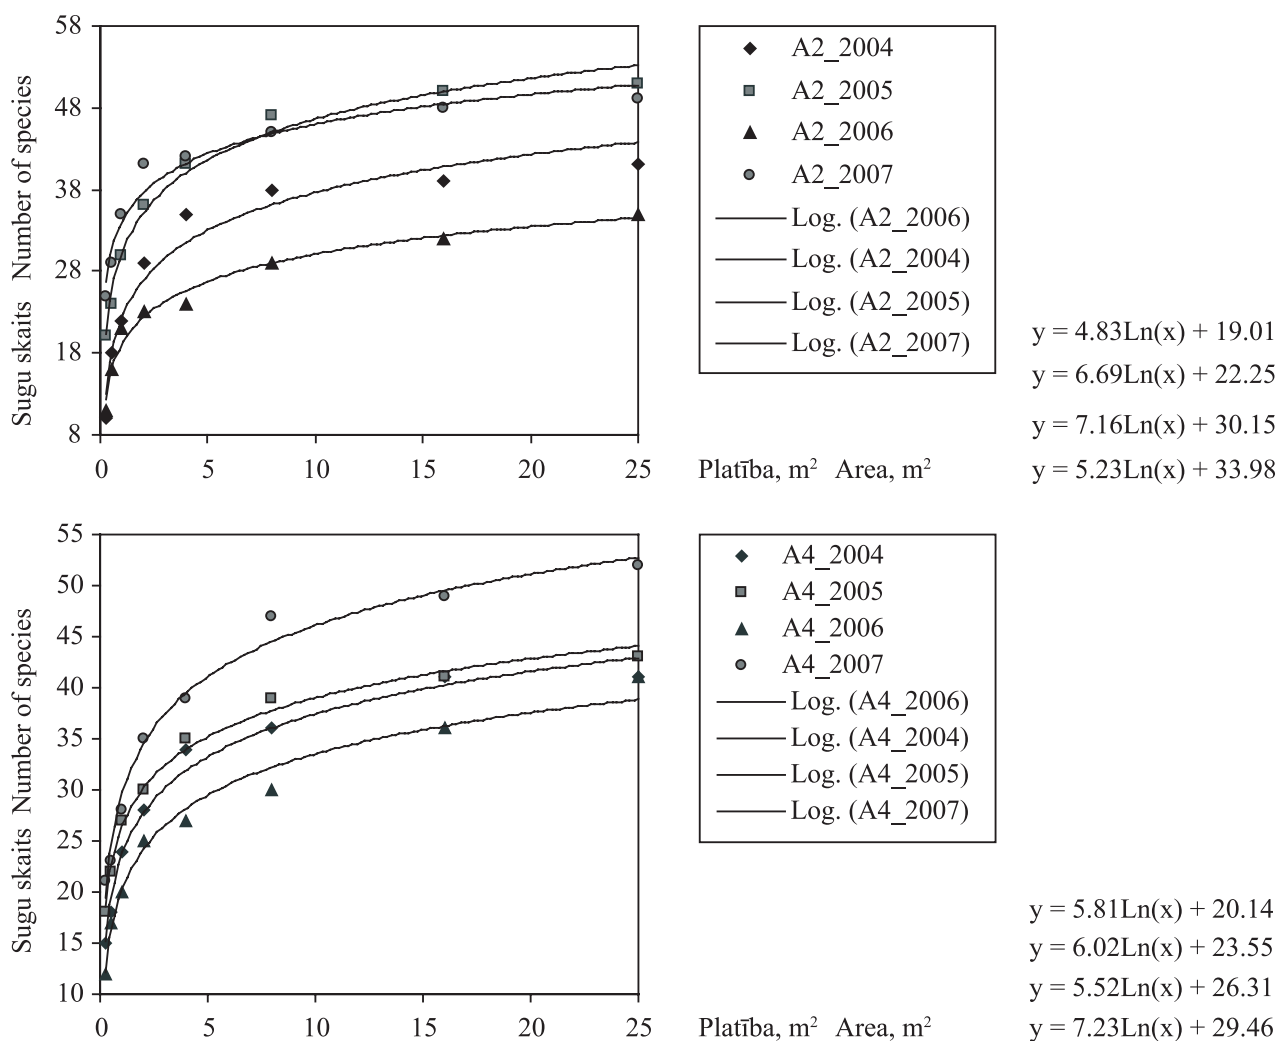 58
48
38
28
18
8
Sugu skaits Number of species
0 5 10 15 20 25
Platība, m² Area, m²
A2_2004
A2_2005
A2_2006
A2_2007
Log. (A2_2006)
Log. (A2_2004)
Log. (A2_2005)
Log. (A2_2007)
y = 4.83Ln(x) + 19.01
y = 6.69Ln(x) + 22.25
y = 7.16Ln(x) + 30.15
y = 5.23Ln(x) + 33.98
55
50
45
40
35
30
25
20
15
10
Sugu skaits Number of species
0 5 10 15 20 25
Platība, m² Area, m²
A4_2004
A4_2005
A4_2006
A4_2007
Log. (A4_2006)
Log. (A4_2004)
Log. (A4_2005)
Log. (A4_2007)
y = 5.81Ln(x) + 20.14
y = 6.02Ln(x) + 23.55
y = 5.52Ln(x) + 26.31
y = 7.23Ln(x) + 29.46